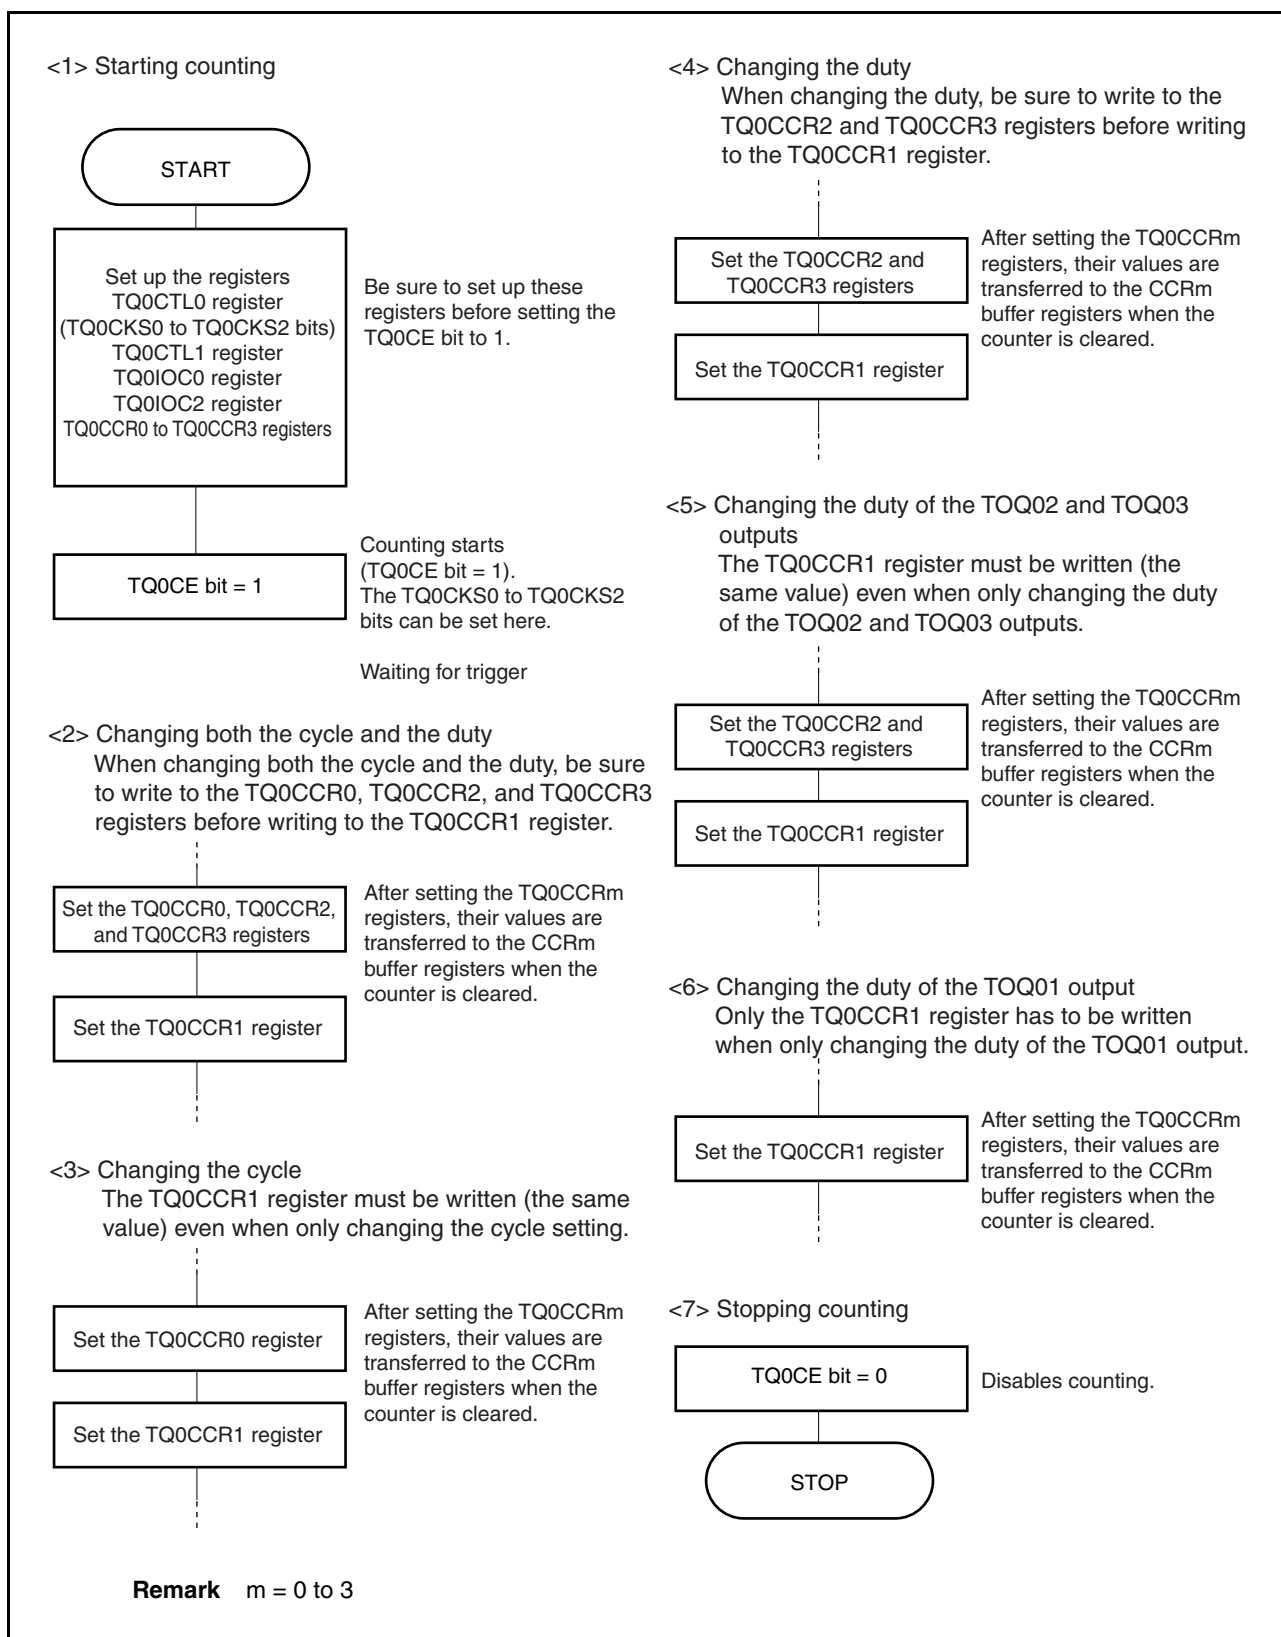 <1> Starting counting
START
Set up the registers
TQ0CTL0 register
(TQ0CKS0 to TQ0CKS2 bits)
TQ0CTL1 register
TQ0IOC0 register
TQ0IOC2 register
TQ0CCR0 to TQ0CCR3 registers
Be sure to set up these
registers before setting the
TQ0CE bit to 1.
TQ0CE bit = 1
Counting starts
(TQ0CE bit = 1).
The TQ0CKS0 to TQ0CKS2
bits can be set here.
Waiting for trigger
<2> Changing both the cycle and the duty
When changing both the cycle and the duty, be sure
to write to the TQ0CCR0, TQ0CCR2, and TQ0CCR3
registers before writing to the TQ0CCR1 register.
Set the TQ0CCR0, TQ0CCR2,
and TQ0CCR3 registers
After setting the TQ0CCRm
registers, their values are
transferred to the CCRm
buffer registers when the
counter is cleared.
Set the TQ0CCR1 register
<3> Changing the cycle
The TQ0CCR1 register must be written (the same
value) even when only changing the cycle setting.
Set the TQ0CCR0 register
After setting the TQ0CCRm
registers, their values are
transferred to the CCRm
buffer registers when the
counter is cleared.
Set the TQ0CCR1 register
<4> Changing the duty
When changing the duty, be sure to write to the
TQ0CCR2 and TQ0CCR3 registers before writing
to the TQ0CCR1 register.
Set the TQ0CCR2 and
TQ0CCR3 registers
After setting the TQ0CCRm
registers, their values are
transferred to the CCRm
buffer registers when the
counter is cleared.
Set the TQ0CCR1 register
<5> Changing the duty of the TOQ02 and TOQ03
outputs
The TQ0CCR1 register must be written (the
same value) even when only changing the duty
of the TOQ02 and TOQ03 outputs.
Set the TQ0CCR2 and
TQ0CCR3 registers
After setting the TQ0CCRm
registers, their values are
transferred to the CCRm
buffer registers when the
counter is cleared.
Set the TQ0CCR1 register
<6> Changing the duty of the TOQ01 output
Only the TQ0CCR1 register has to be written
when only changing the duty of the TOQ01 output.
Set the TQ0CCR1 register
After setting the TQ0CCRm
registers, their values are
transferred to the CCRm
buffer registers when the
counter is cleared.
<7> Stopping counting
TQ0CE bit = 0
Disables counting.
STOP
Remark m = 0 to 3